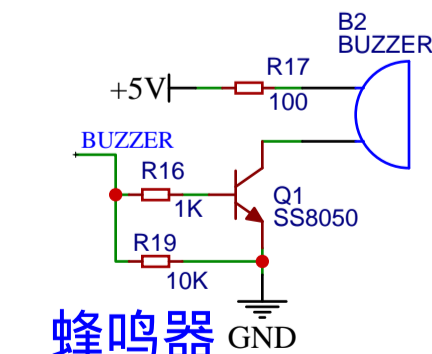 B2
BUZZER
R17
+5V
100
BUZZER
R16
1K
Q1
SS8050
R19
10K
蜂鸣器
GND